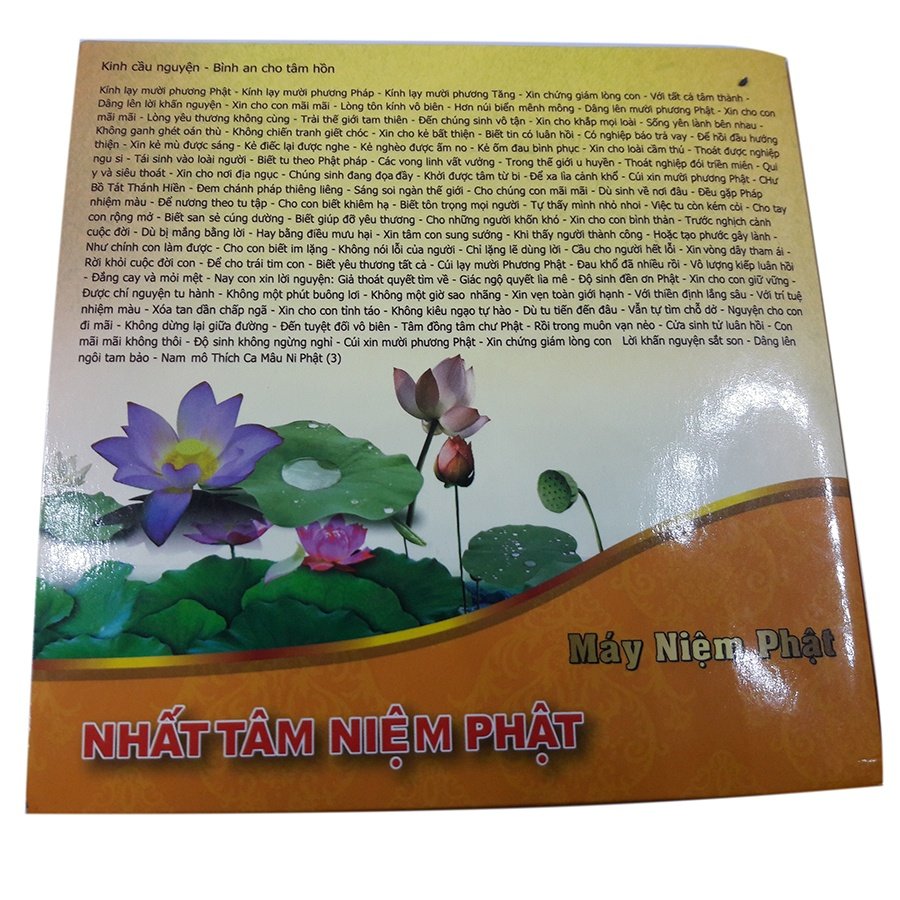 Kinh cầu nguyện - Bình an cho tâm hồn
Kính lạy mười phương Phật - Kính lạy mười phương Pháp - Kính lạy mười phương Tăng - Xin chứng giám lòng con - Với tất cả tâm thành -
Dâng lên lời khấn nguyện - Xin cho con mãi mãi - Lòng tôn kính vô biên - Hơn núi biển mênh mông - Dâng lên mười phương Phật - Xin cho con
mãi mãi - Lòng yêu thương không cùng - Trải thế giới tam thiên - Đến chúng sinh vô tận - Xin cho khắp mọi loài - Sống yên lành bên nhau -
Không ganh ghét oán thù - Không chiến tranh giết chóc - Xin cho kẻ bất thiện - Biết tin có luân hồi - Có nghiệp báo trả vay - Để hồi đầu hướng
thiện - Xin kẻ mù được sáng - Kẻ điếc lại được nghe - Kẻ nghèo được ấm no - Kẻ ốm đau bình phục - Xin cho loài cầm thú - Thoát được nghiệp
ngu si - Tái sinh vào loài người - Biết tu theo Phật pháp - Các vong linh vất vưởng - Trong thế giới u huyền - Thoát nghiệp đói triền miên - Qui
y và siêu thoát - Xin cho nơi địa ngục - Chúng sinh đang đọa đầy - Khởi được tâm từ bi - Để xa lìa cảnh khổ - Cúi xin mười phương Phật - CHư
Bồ Tát Thánh Hiền - Đem chánh pháp thiêng liêng - Sáng soi ngàn thế giới - Cho chúng con mãi mãi - Dù sinh về nơi đâu - Đều gặp Pháp
nhiệm màu - Để nương theo tu tập - Cho con biết khiêm hạ - Biết tôn trọng mọi người - Tự thấy mình nhỏ nhoi - Việc tu còn kém cỏi - Cho tay
con rộng mở - Biết san sẻ cúng dường - Biết giúp đỡ yêu thương - Cho những người khốn khó - Xin cho con bình thản - Trước nghịch cảnh
cuộc đời - Dù bị mắng bằng lời - Hay bằng điều mưu hại - Xin tâm con sung sướng - Khi thấy người thành công - Hoặc tạo phước gây lành -
Như chính con làm được - Cho con biết im lặng - Không nói lỗi của người - Chỉ lặng lẽ dùng lời - Cầu cho người hết lỗi - Xin vòng dây tham ái -
Rời khỏi cuộc đời con - Để cho trái tim con - Biết yêu thương tất cả - Cúi lạy mười Phương Phật - Đau khổ đã nhiều rồi - Vô lượng kiếp luân hồi
- Đắng cay và mỏi mệt - Nay con xin lời nguyện: Giả thoát quyết tìm về - Giác ngộ quyết lìa mê - Độ sinh đền ơn Phật - Xin cho con giữ vững -
Được chí nguyện tu hành - Không một phút buông lơi - Không một giờ sao nhãng - Xin vẹn toàn giới hạnh - Với thiền định lắng sâu - Với trí tuệ
nhiệm màu - Xóa tan dần chấp ngã - Xin cho con tỉnh táo - Không kiêu ngạo tự hào - Dù tu tiến đến đâu - Vẫn tự tìm chỗ dở - Nguyện cho con
đi mãi - Không dừng lại giữa đường - Đến tuyệt đối vô biên - Tâm đồng tâm chư Phật - Rồi trong muôn vạn nẻo - Cửa sinh tử luân hồi - Con
mãi mãi không thôi - Độ sinh không ngừng nghỉ - Cúi xin mười phương Phật - Xin chứng giám lòng con Lời khấn nguyện sắt son - Dâng lên
ngôi tam bảo - Nam mô Thích Ca Mâu Ni Phật (3)
Máy Niệm Phật
NHẤT TÂM NIỆM PHẬT